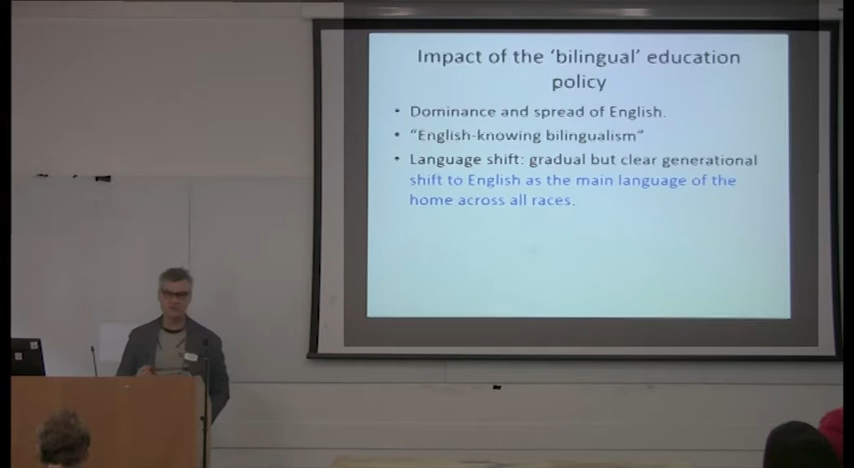 Impact of the 'bilingual' education
policy
• Dominance and spread of English.
• "English-knowing bilingualism"
• Language shift: gradual but clear generational
shift to English as the main language of the
home across all races.